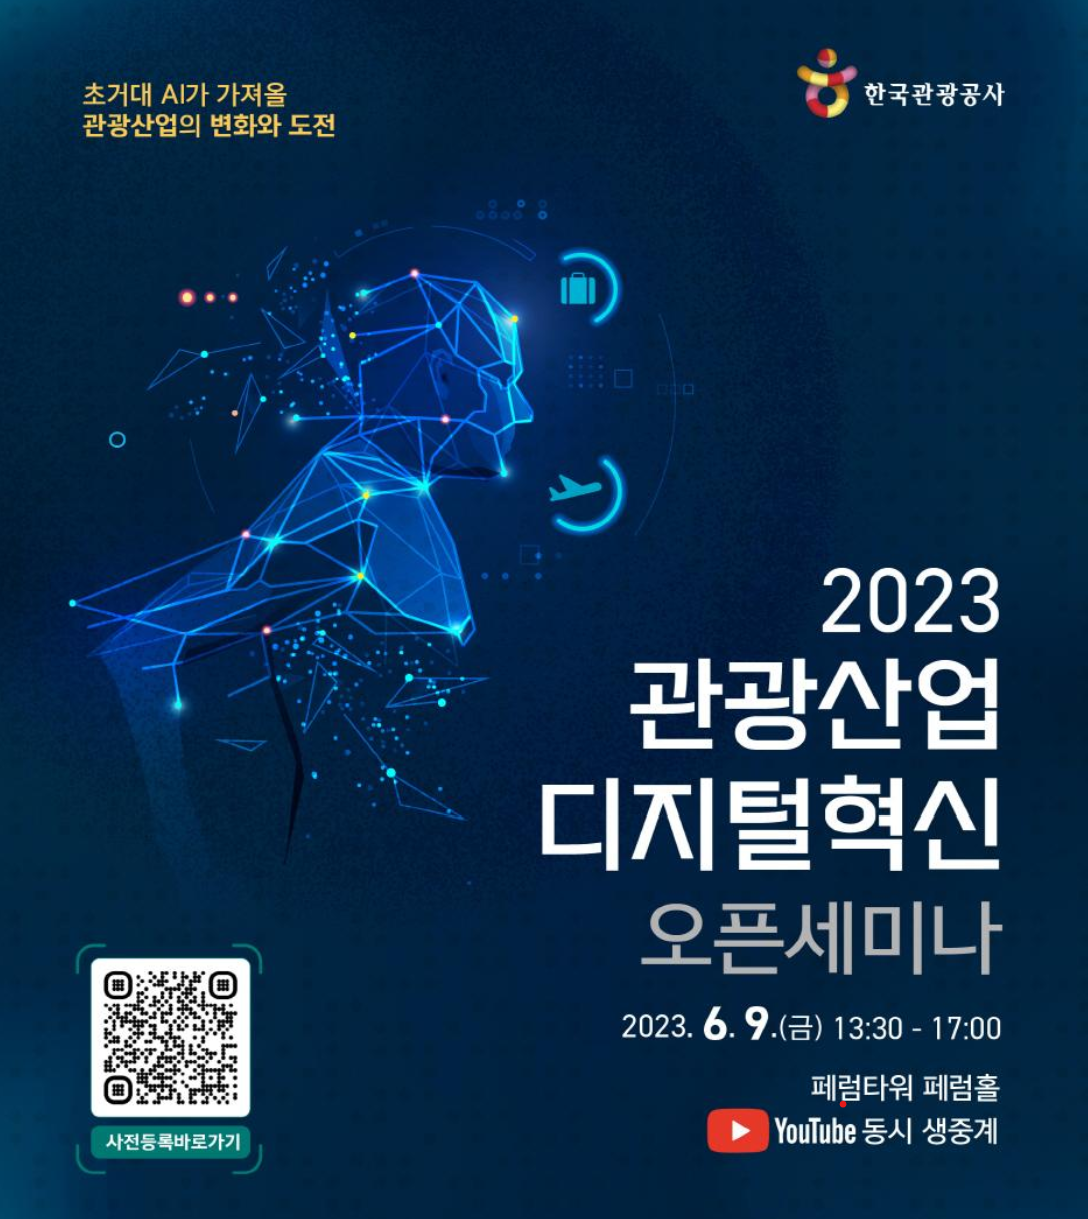 초거대 AI가 가져올
관광산업의 변화와 도전
한국관광공사
2023
관광산업
디지털혁신
오픈세미나
2023. 6. 9.(금) 13:30 - 17:00
페럼타워 페럼홀
YouTube 동시 생중계
사전등록바로가기